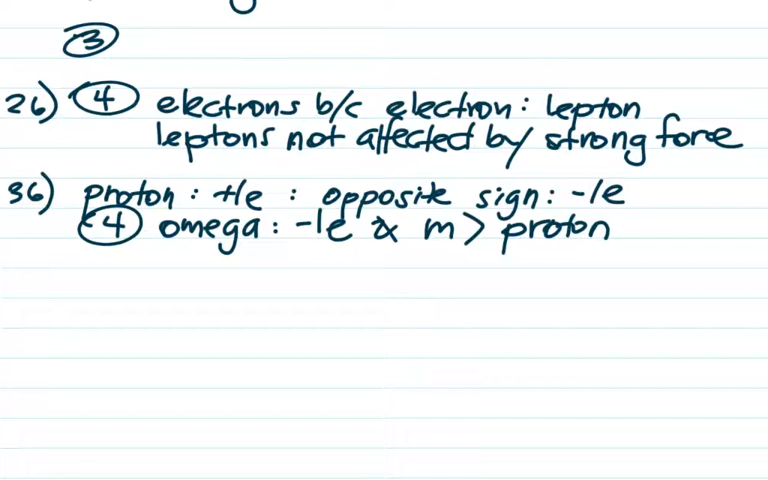 3
26) 4 electrons b/c electron: lepton
leptons not affected by strong force
36) proton: +1e : opposite sign: -1e
4 omega: -1e & m > proton